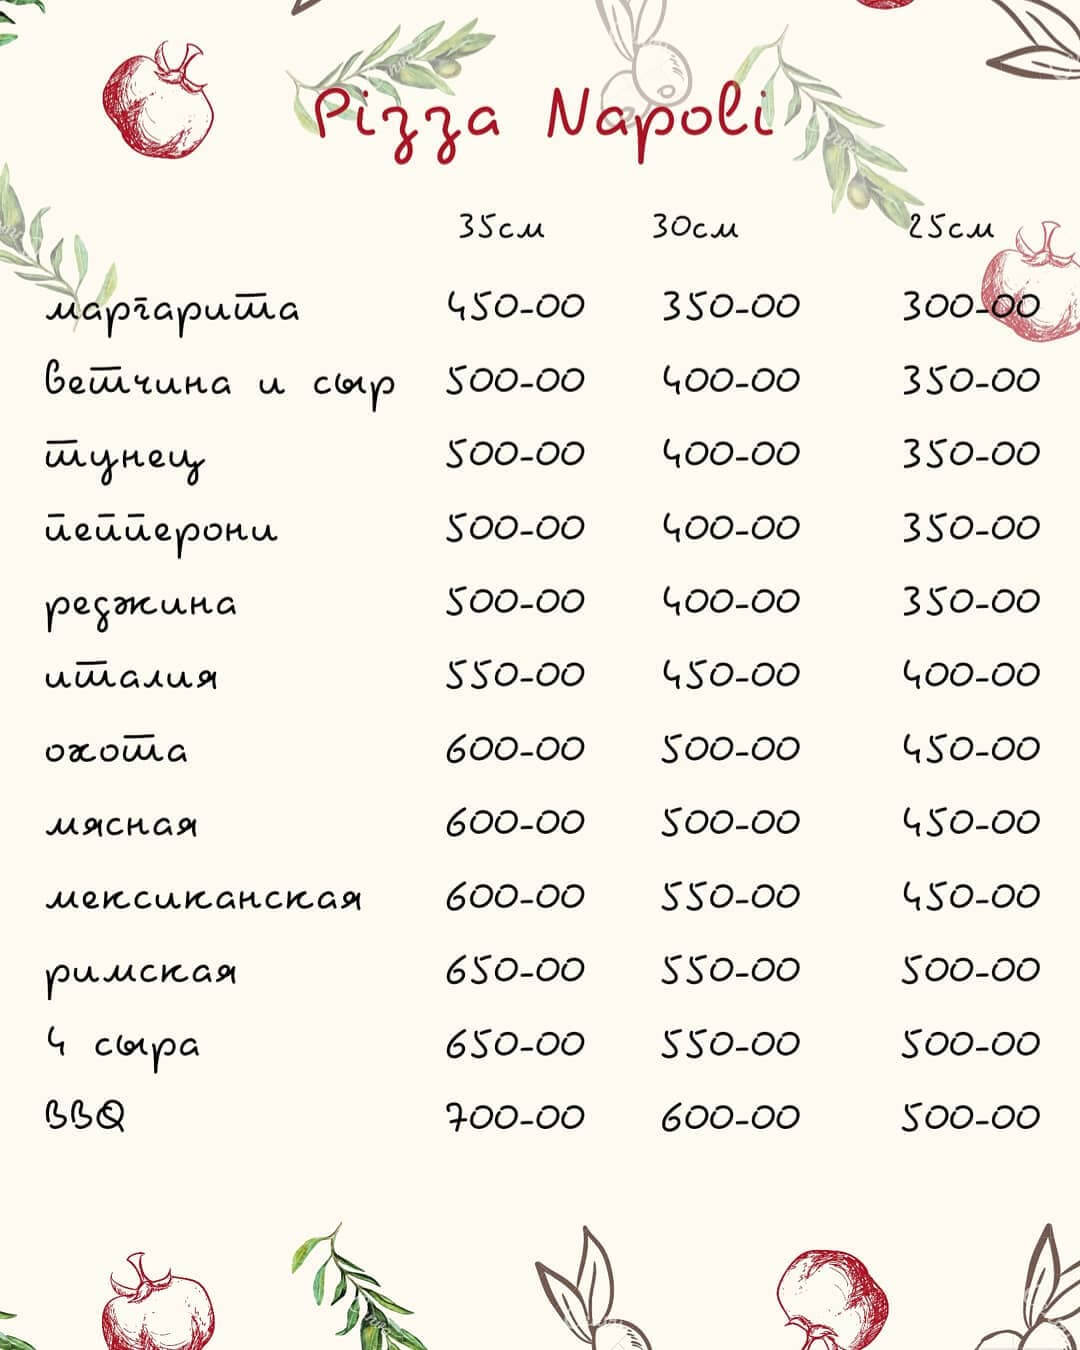 Pizza Napoli
35см 30см 25см
маргарита 450-00 350-00 300-00
ветчина и сыр 500-00 400-00 350-00
тунец 500-00 400-00 350-00
пепперони 500-00 400-00 350-00
реджина 500-00 400-00 350-00
италия 550-00 450-00 400-00
охота 600-00 500-00 450-00
мясная 600-00 500-00 450-00
мексиканская 600-00 550-00 450-00
римская 650-00 550-00 500-00
4 сыра 650-00 550-00 500-00
BBQ 700-00 600-00 500-00